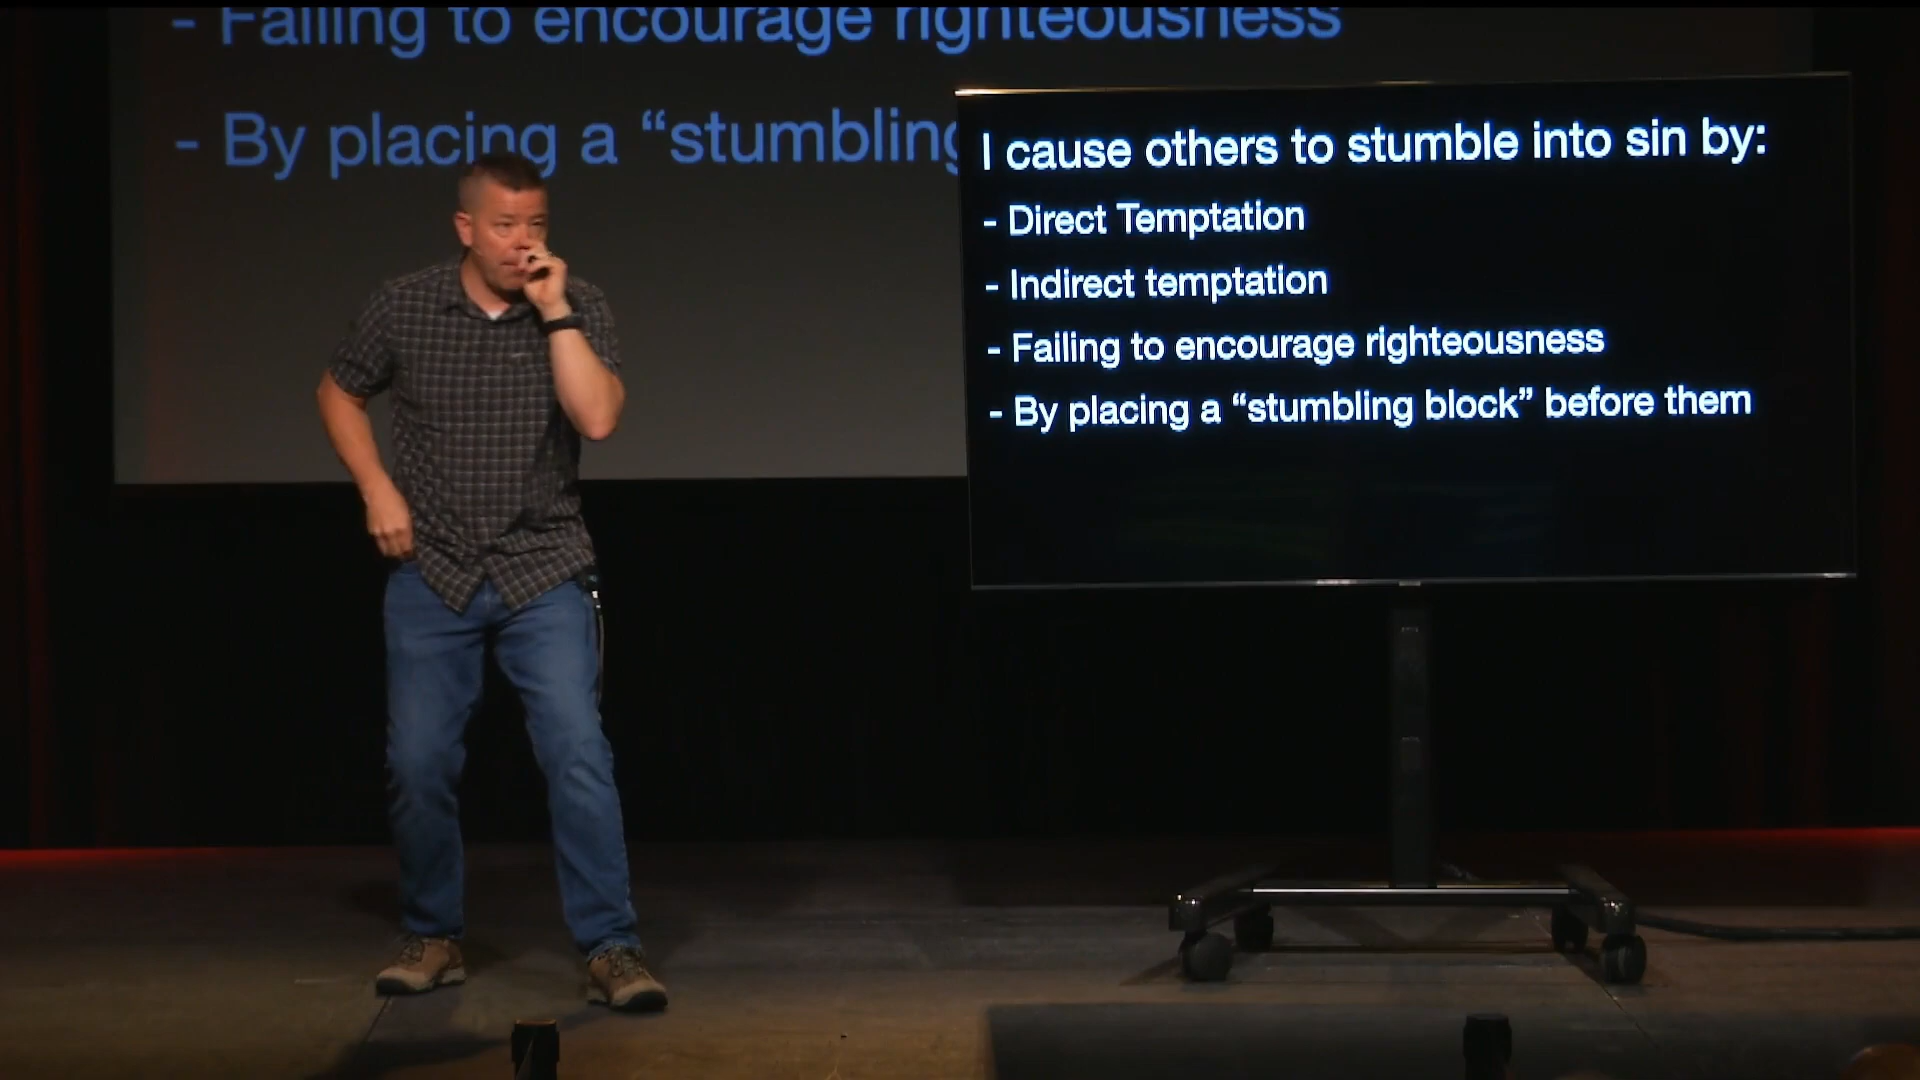 - Failing to encourage righteousness
- By placing a “stumbling
I cause others to stumble into sin by:
- Direct Temptation
- Indirect temptation
- Failing to encourage righteousness
- By placing a “stumbling block” before them